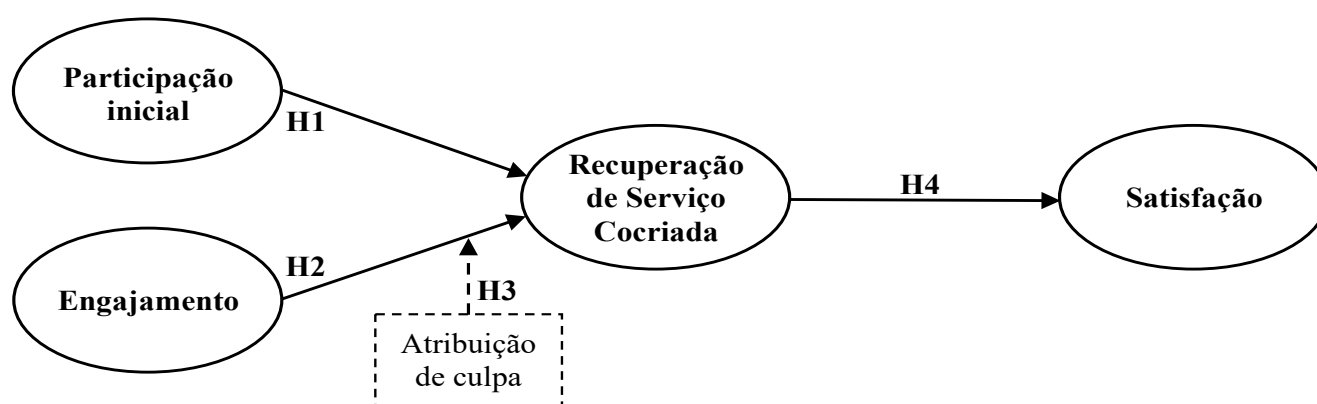 Participação
inicial
H1
Recuperação
de Serviço
Cocriada
H4
Satisfação
H2
Engajamento
H3
Atribuição
de culpa